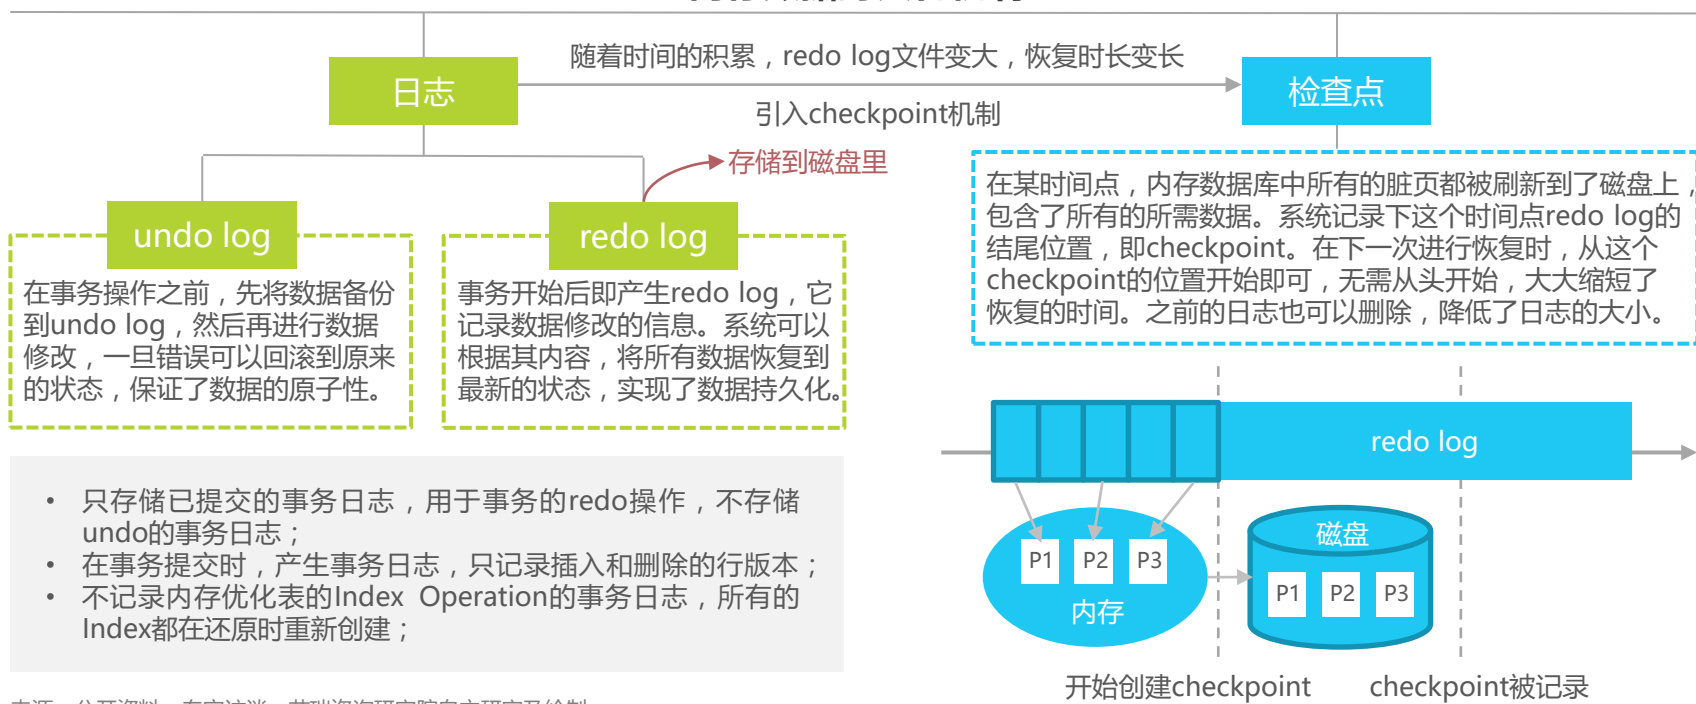 随着时间的积累，redo log文件变大，恢复时长变长
日志
检查点
引入checkpoint机制
存储到磁盘里
undo log
在事务操作之前，先将数据备份
到undo log，然后再进行数据
修改，一旦错误可以回滚到原来
的状态，保证了数据的原子性。
redo log
事务开始后即产生redo log，它
记录数据修改的信息。系统可以
根据其内容，将所有数据恢复到
最新的状态，实现了数据持久化。
在某时间点，内存数据库中所有的脏页都被刷新到了磁盘上，
包含了所有的所需数据。系统记录下这个时间点redo log的
结尾位置，即checkpoint。在下一次进行恢复时，从这个
checkpoint的位置开始即可，无需从头开始，大大缩短了
恢复的时间。之前的日志也可以删除，降低了日志的大小。
• 只存储已提交的事务日志，用于事务的redo操作，不存储
undo的事务日志；
• 在事务提交时，产生事务日志，只记录插入和删除的行版本；
• 不记录内存优化表的Index Operation的事务日志，所有的
Index都在还原时重新创建；
redo log
P1 P2 P3
内存
磁盘
P1 P2 P3
开始创建checkpoint
checkpoint被记录